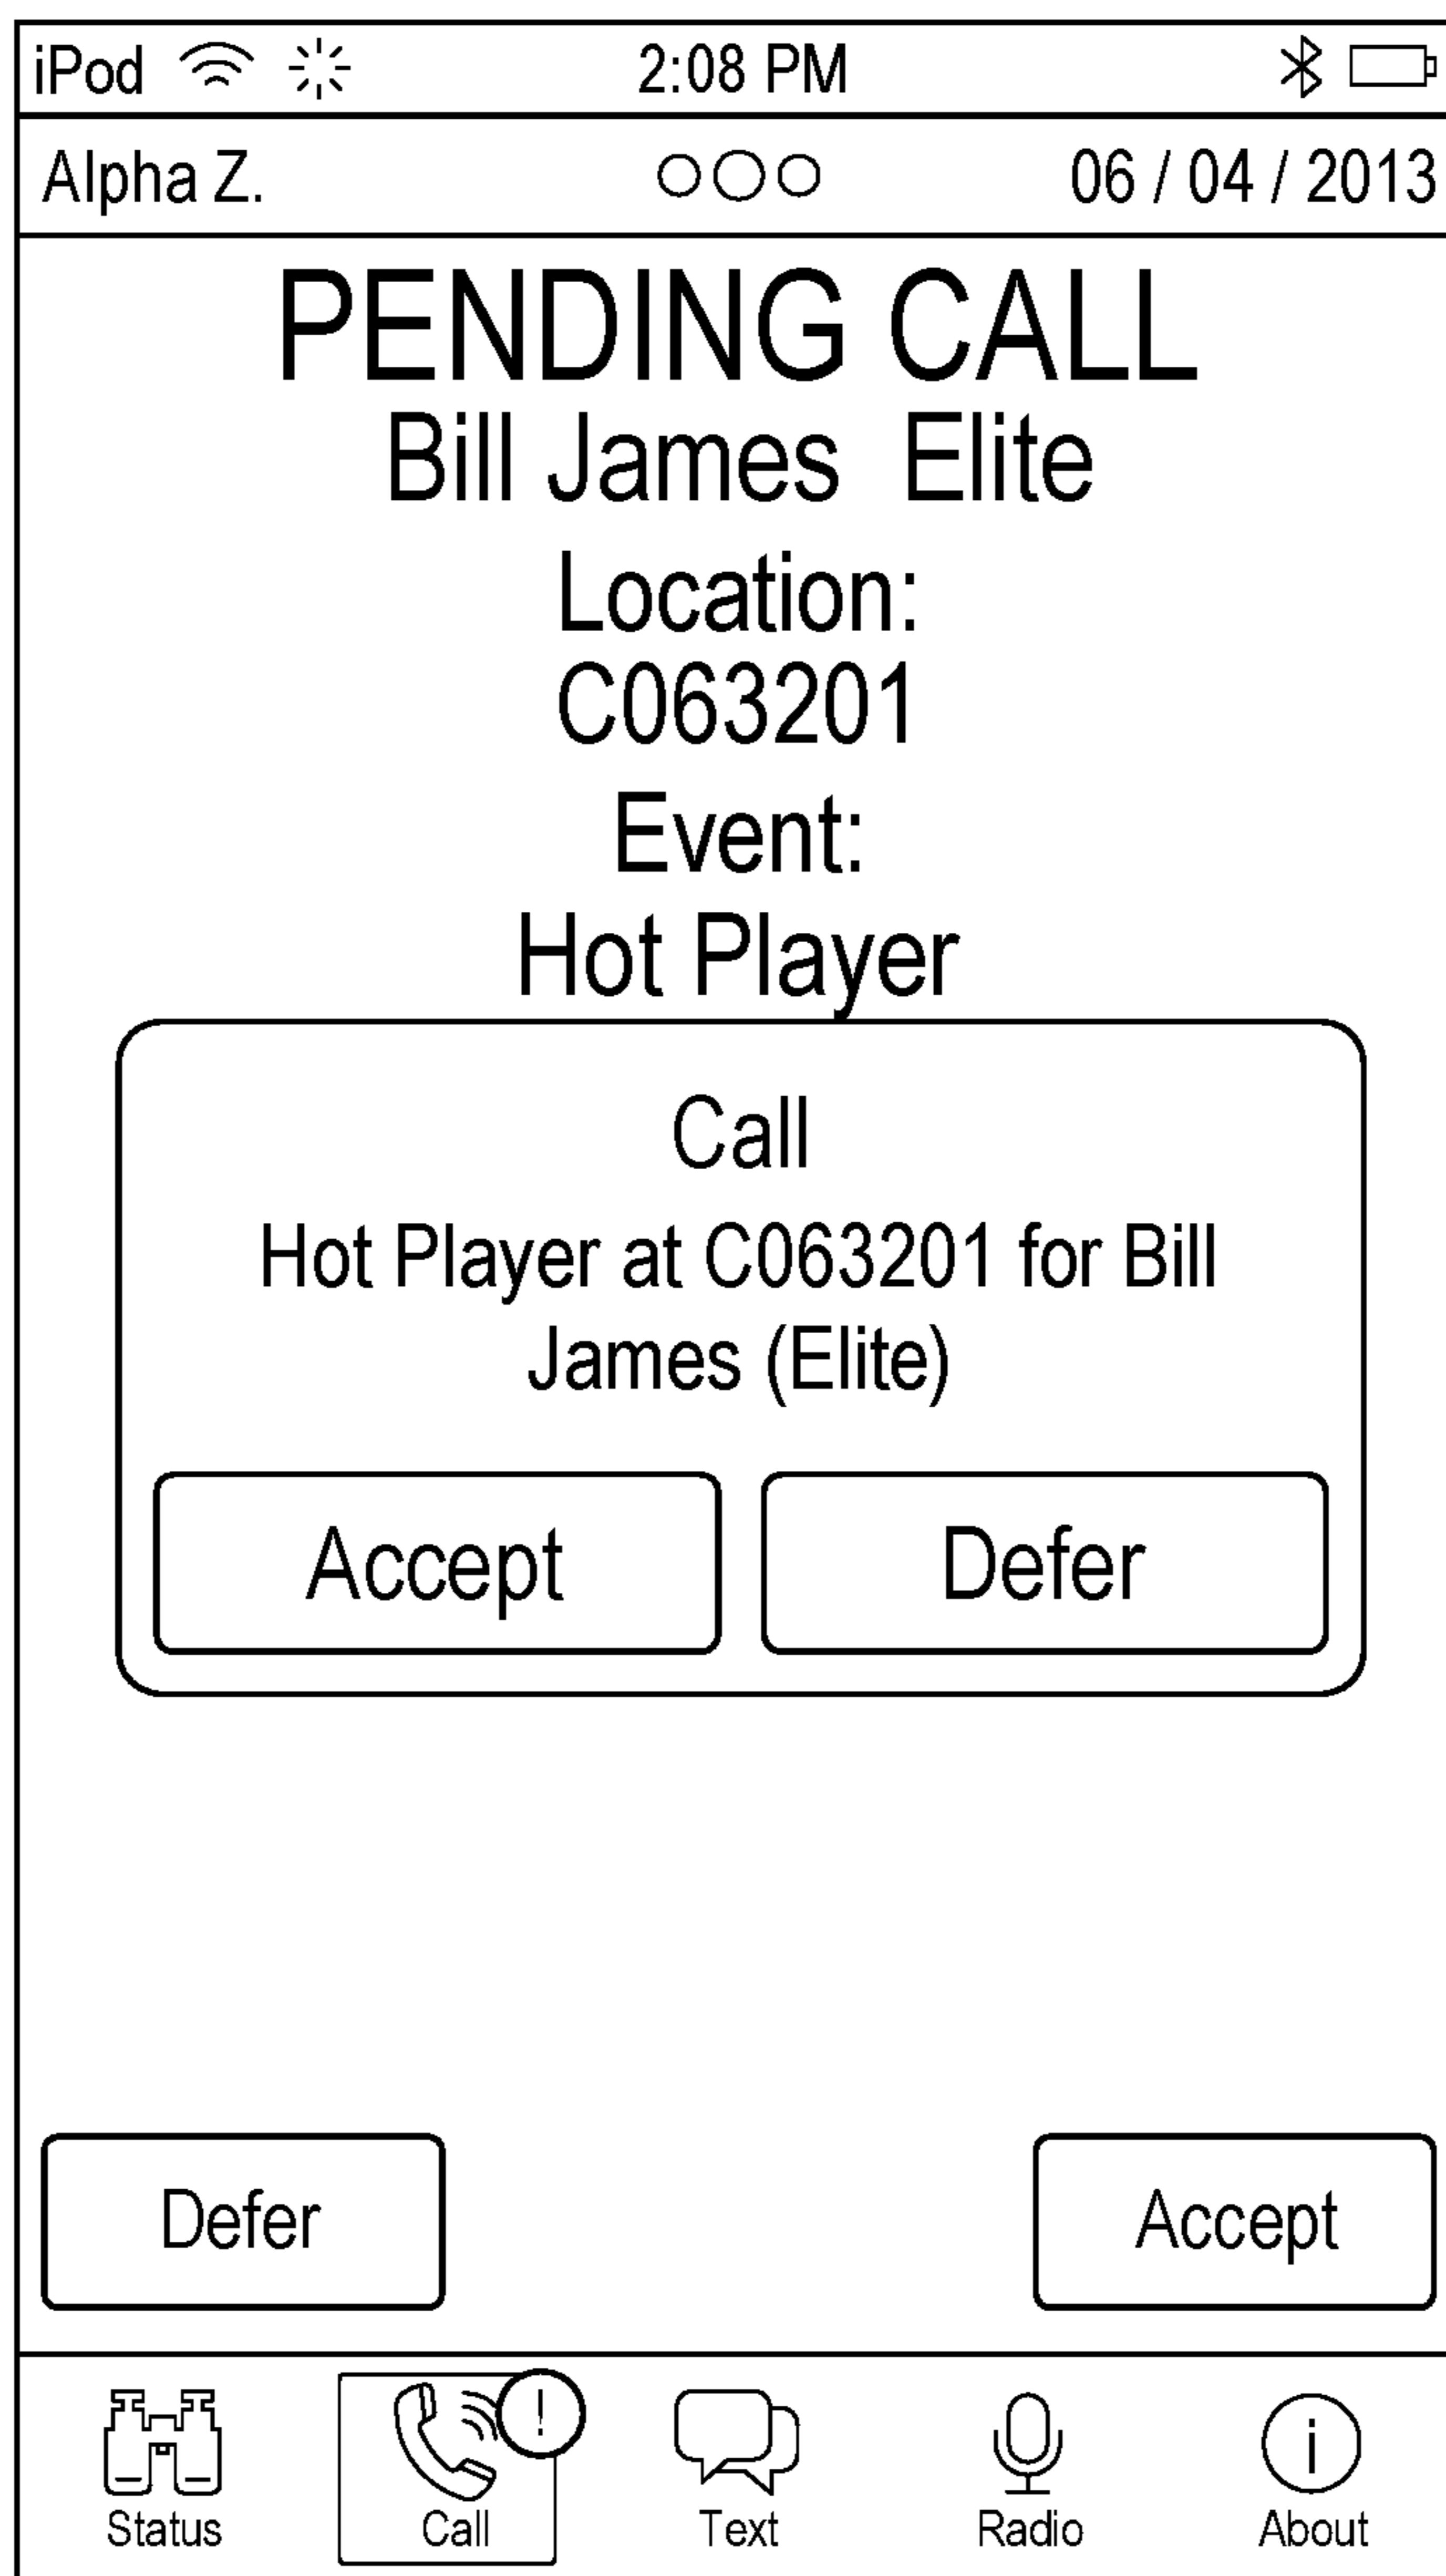 iPod 2:08 PM
Alpha Z. 06 / 04 / 2013
PENDING CALL
Bill James Elite
Location:
C063201
Event:
Hot Player
Call
Hot Player at C063201 for Bill
James (Elite)
Accept Defer
Defer Accept
!
i
Status Call Text Radio About